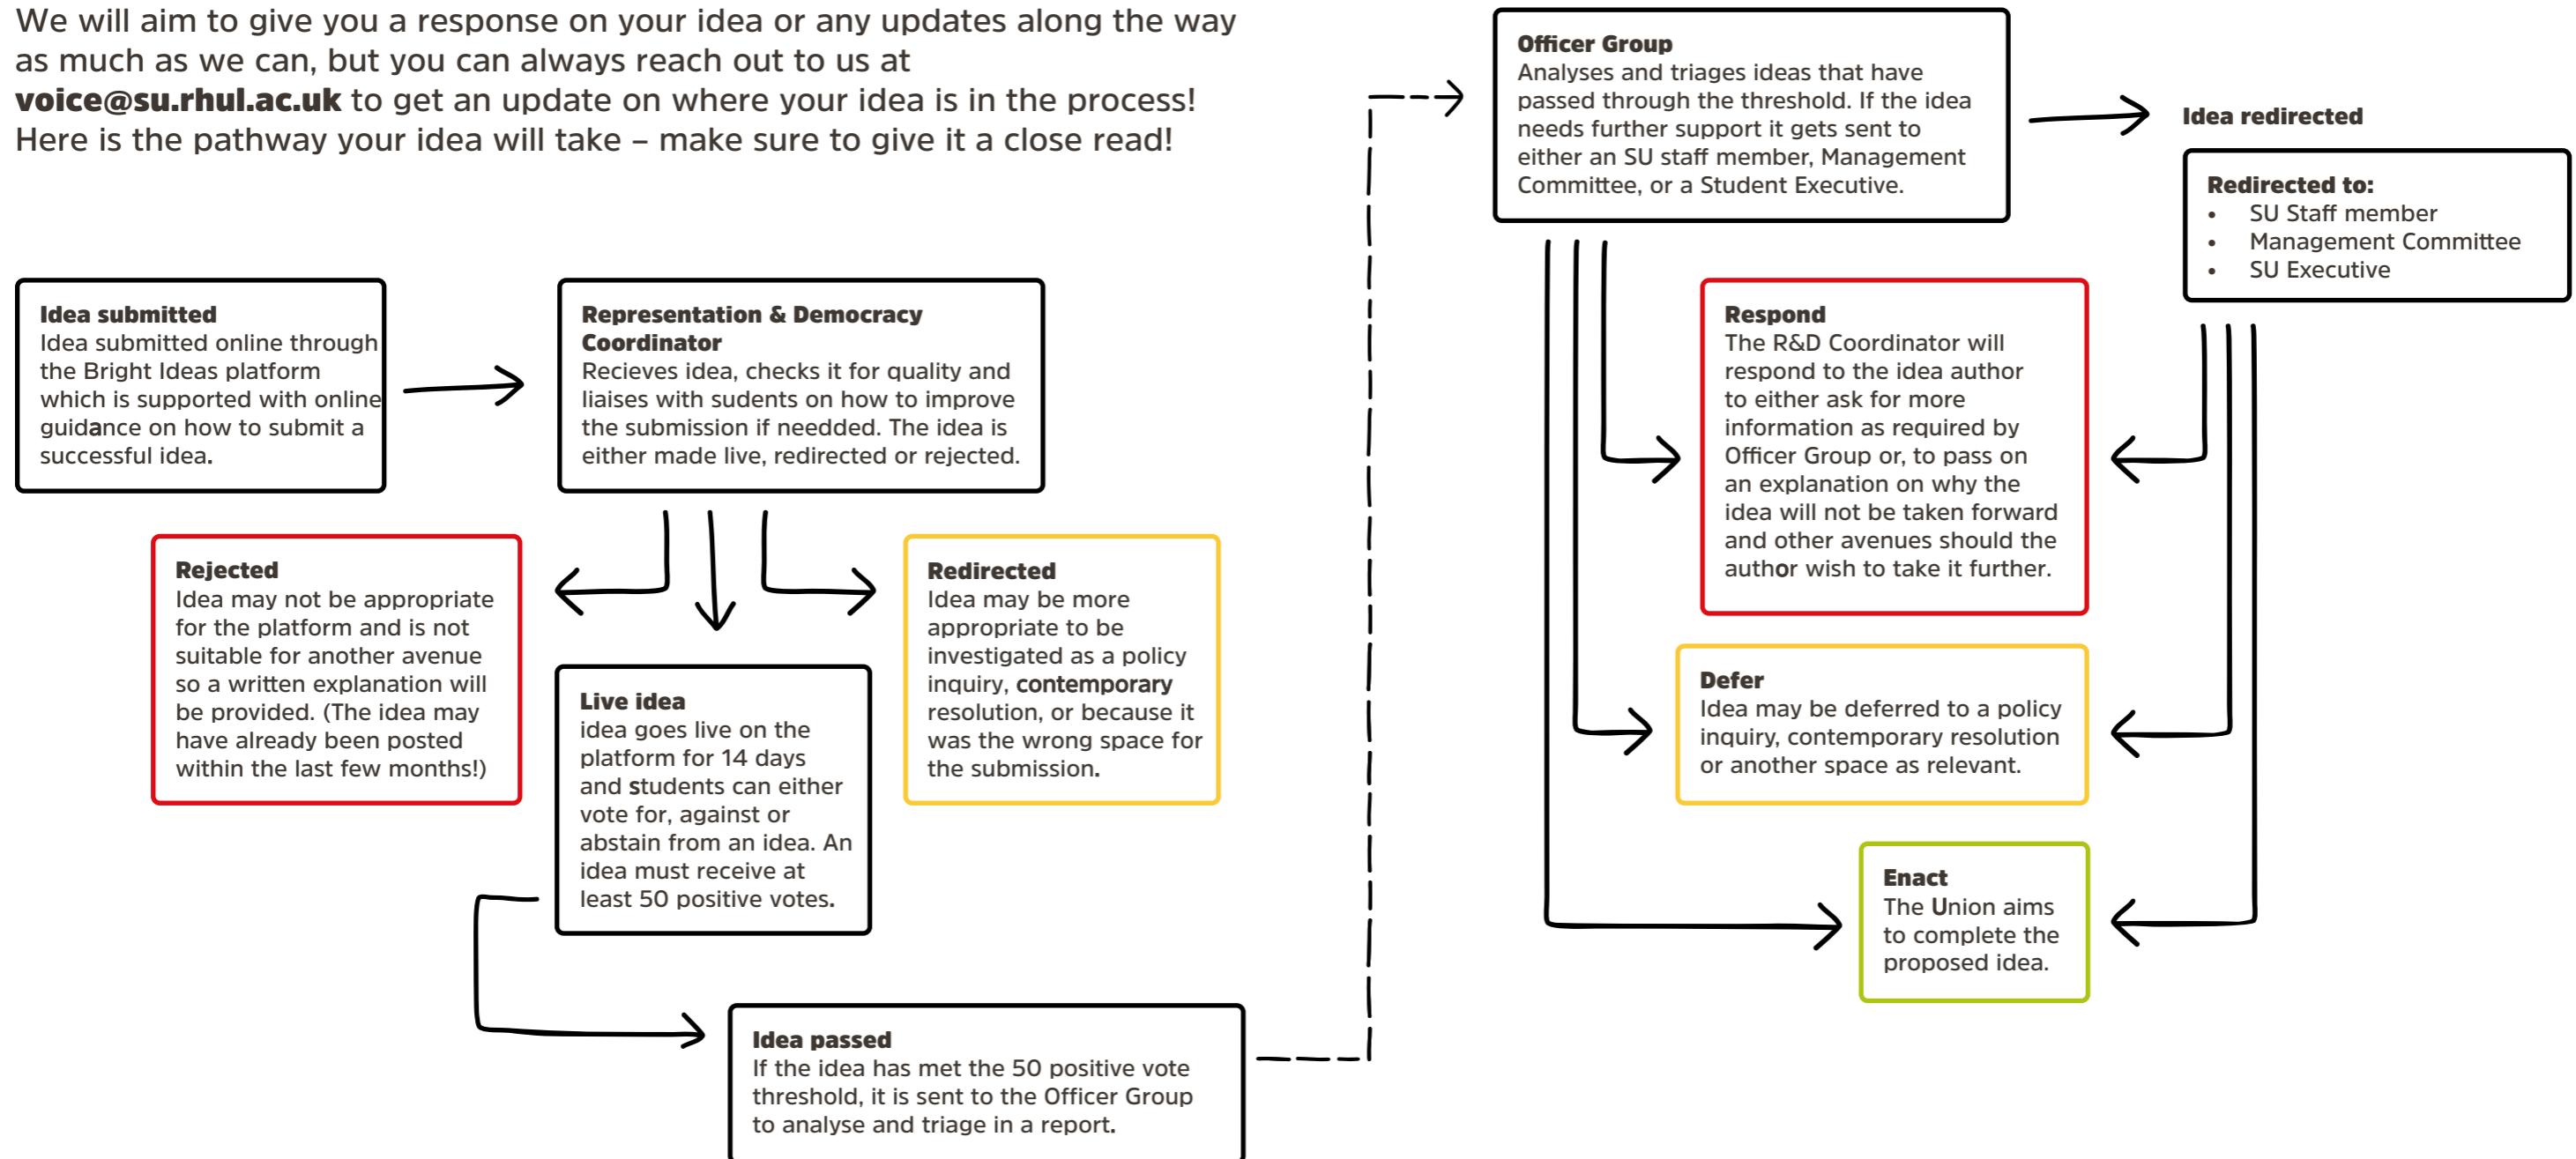 We will aim to give you a response on your idea or any updates along the way
as much as we can, but you can always reach out to us at
voice@su.rhul.ac.uk to get an update on where your idea is in the process!
Here is the pathway your idea will take – make sure to give it a close read!
Idea submitted
Idea submitted online through
the Bright Ideas platform
which is supported with online
guidance on how to submit a
successful idea.
Representation & Democracy
Coordinator
Recieves idea, checks it for quality and
liaises with sudents on how to improve
the submission if needded. The idea is
either made live, redirected or rejected.
Rejected
Idea may not be appropriate
for the platform and is not
suitable for another avenue
so a written explanation will
be provided. (The idea may
have already been posted
within the last few months!)
Live idea
idea goes live on the
platform for 14 days
and students can either
vote for, against or
abstain from an idea. An
idea must receive at
least 50 positive votes.
Redirected
Idea may be more
appropriate to be
investigated as a policy
inquiry, contemporary
resolution, or because it
was the wrong space for
the submission.
Idea passed
If the idea has met the 50 positive vote
threshold, it is sent to the Officer Group
to analyse and triage in a report.
Officer Group
Analyses and triages ideas that have
passed through the threshold. If the idea
needs further support it gets sent to
either an SU staff member, Management
Committee, or a Student Executive.
Idea redirected
Redirected to:
• SU Staff member
• Management Committee
• SU Executive
Respond
The R&D Coordinator will
respond to the idea author
to either ask for more
information as required by
Officer Group or, to pass on
an explanation on why the
idea will not be taken forward
and other avenues should the
author wish to take it further.
Defer
Idea may be deferred to a policy
inquiry, contemporary resolution
or another space as relevant.
Enact
The Union aims
to complete the
proposed idea.